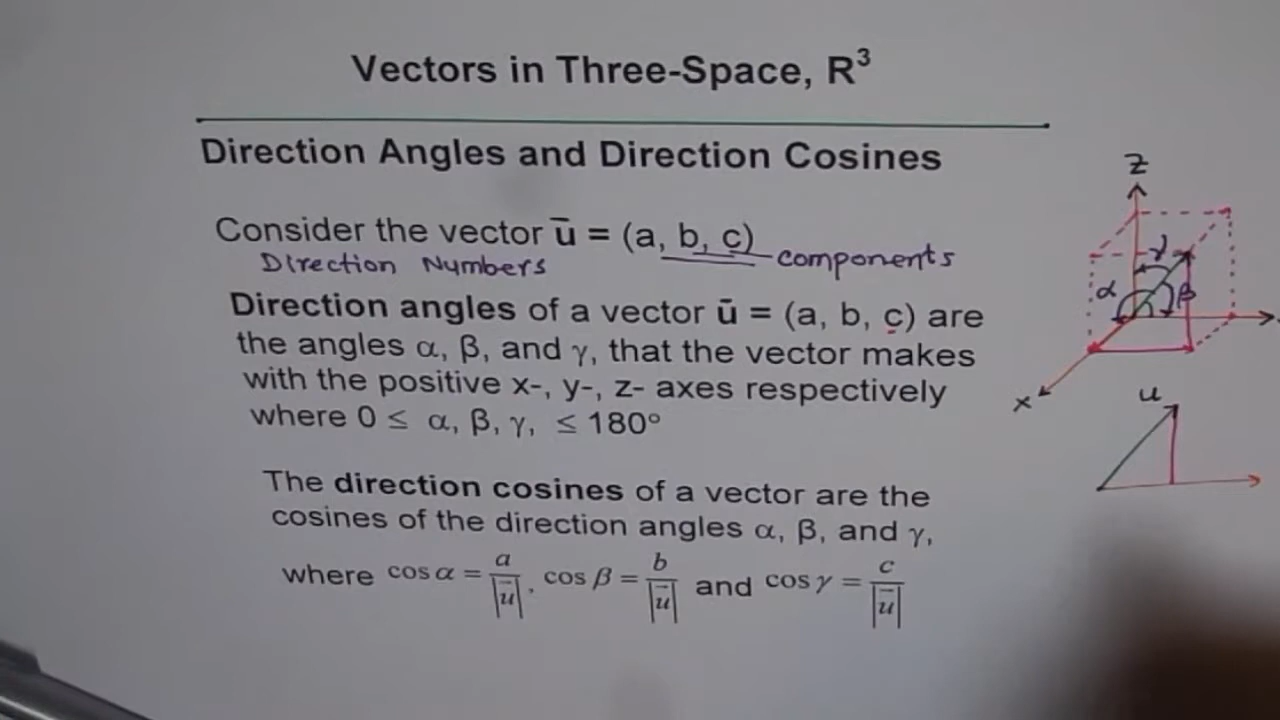 Vectors in Three-Space, R³
Direction Angles and Direction Cosines
Consider the vector ū = (a, b, c)
components
Direction Numbers
Direction angles of a vector ū = (a, b, c) are
the angles α, β, and γ, that the vector makes
with the positive x-, y-, z- axes respectively
where 0 ≤ α, β, γ, ≤ 180°
The direction cosines of a vector are the
cosines of the direction angles α, β, and γ,
where cos α = a/|ū|, cos β = b/|ū| and cos γ = c/|ū|
z
γ
α β
x
u